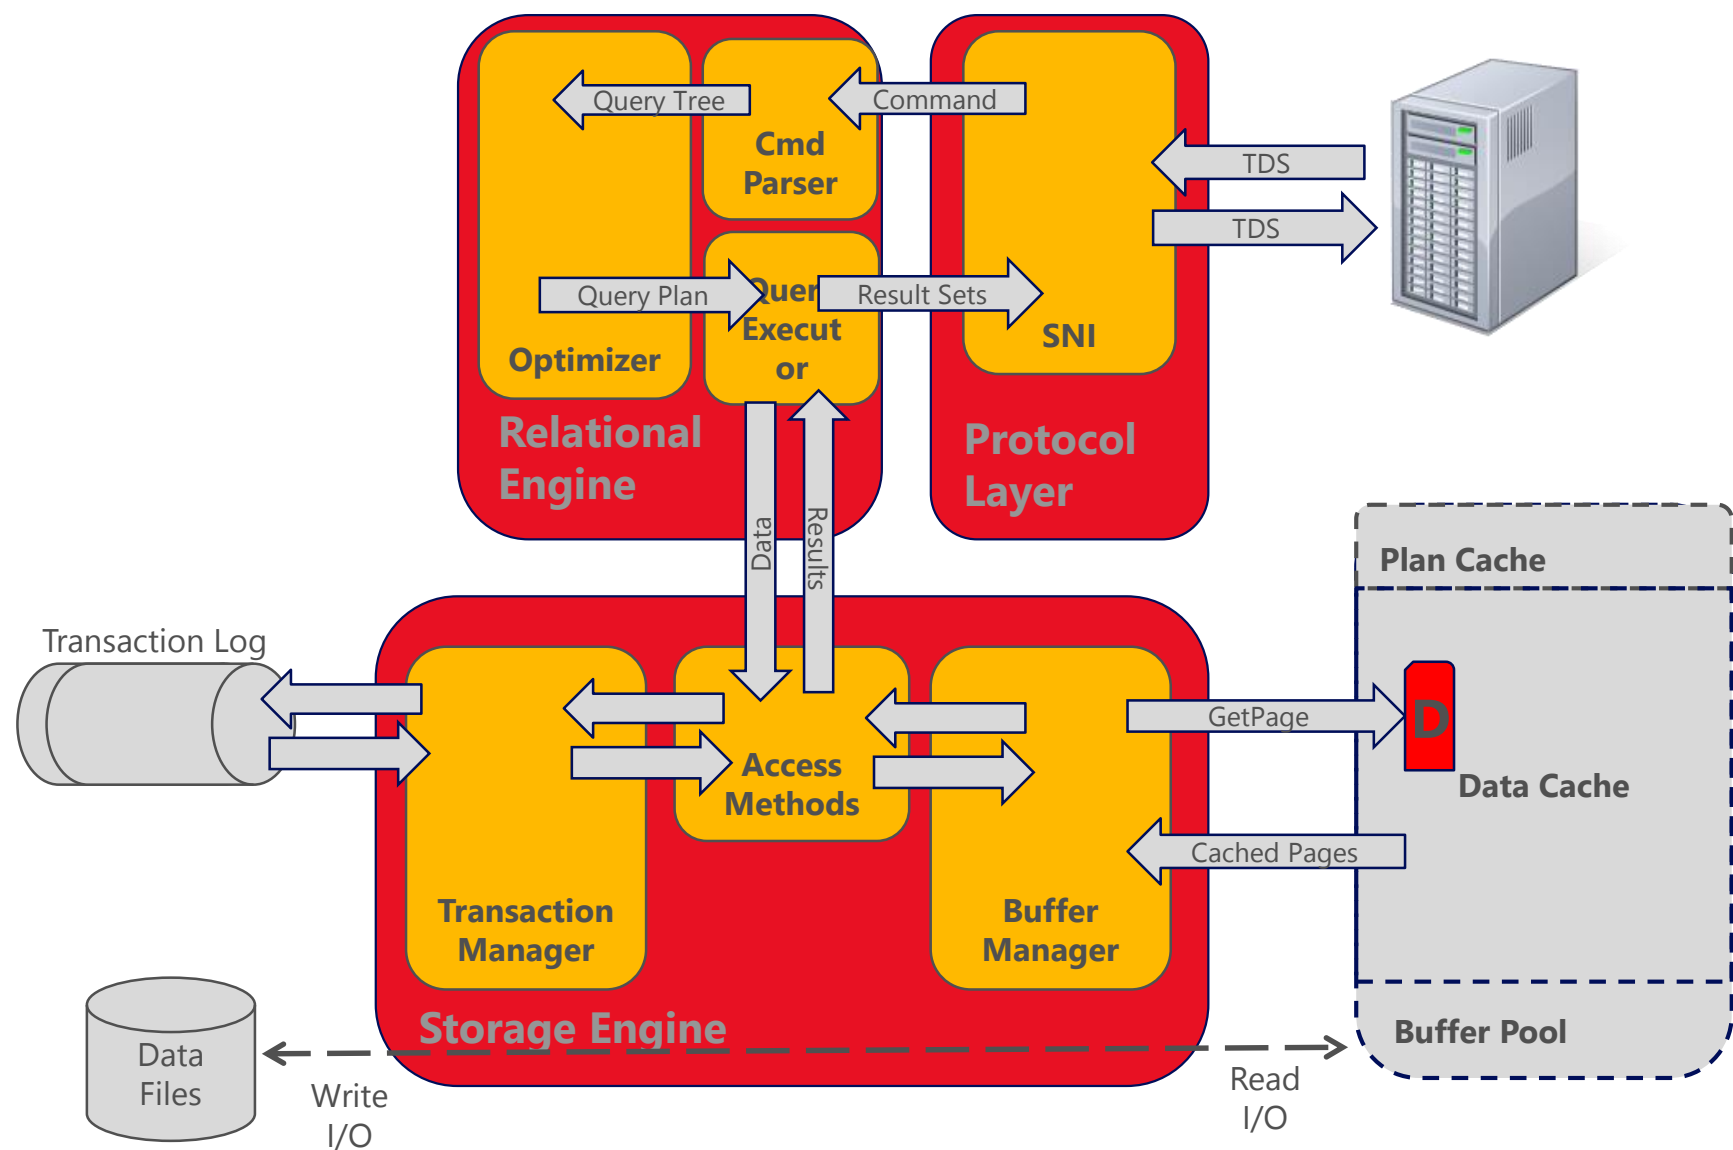 Query Tree
Command
Cmd
Parser
TDS
TDS
Query Plan
Quer
Execut
or
Result Sets
Optimizer
SNI
Relational
Engine
Protocol
Layer
Data
Results
Plan Cache
Transaction Log
GetPage
D
Access
Methods
Data Cache
Cached Pages
Transaction
Manager
Buffer
Manager
Storage Engine
Buffer Pool
Data
Files
Write
I/O
Read
I/O